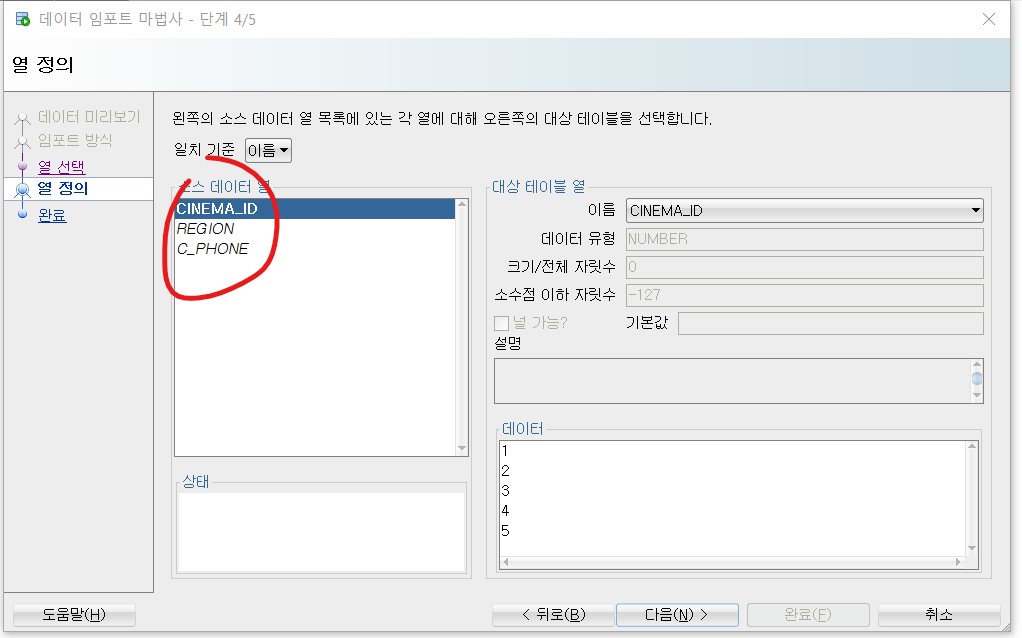 데이터 임포트 마법사 - 단계 4/5
열 정의
데이터 미리보기
임포트 방식
열 선택
열 정의
완료
왼쪽의 소스 데이터 열 목록에 있는 각 열에 대해 오른쪽의 대상 테이블을 선택합니다.
일치 기준 이름
소스 데이터 열
CINEMA_ID
REGION
C_PHONE
상태
대상 테이블 열
이름 CINEMA_ID
데이터 유형 NUMBER
크기/전체 자릿수 0
소수점 이하 자릿수 -127
널 가능? 기본값
설명
데이터
1
2
3
4
5
도움말(H) < 뒤로(B) 다음(N) > 완료(F) 취소